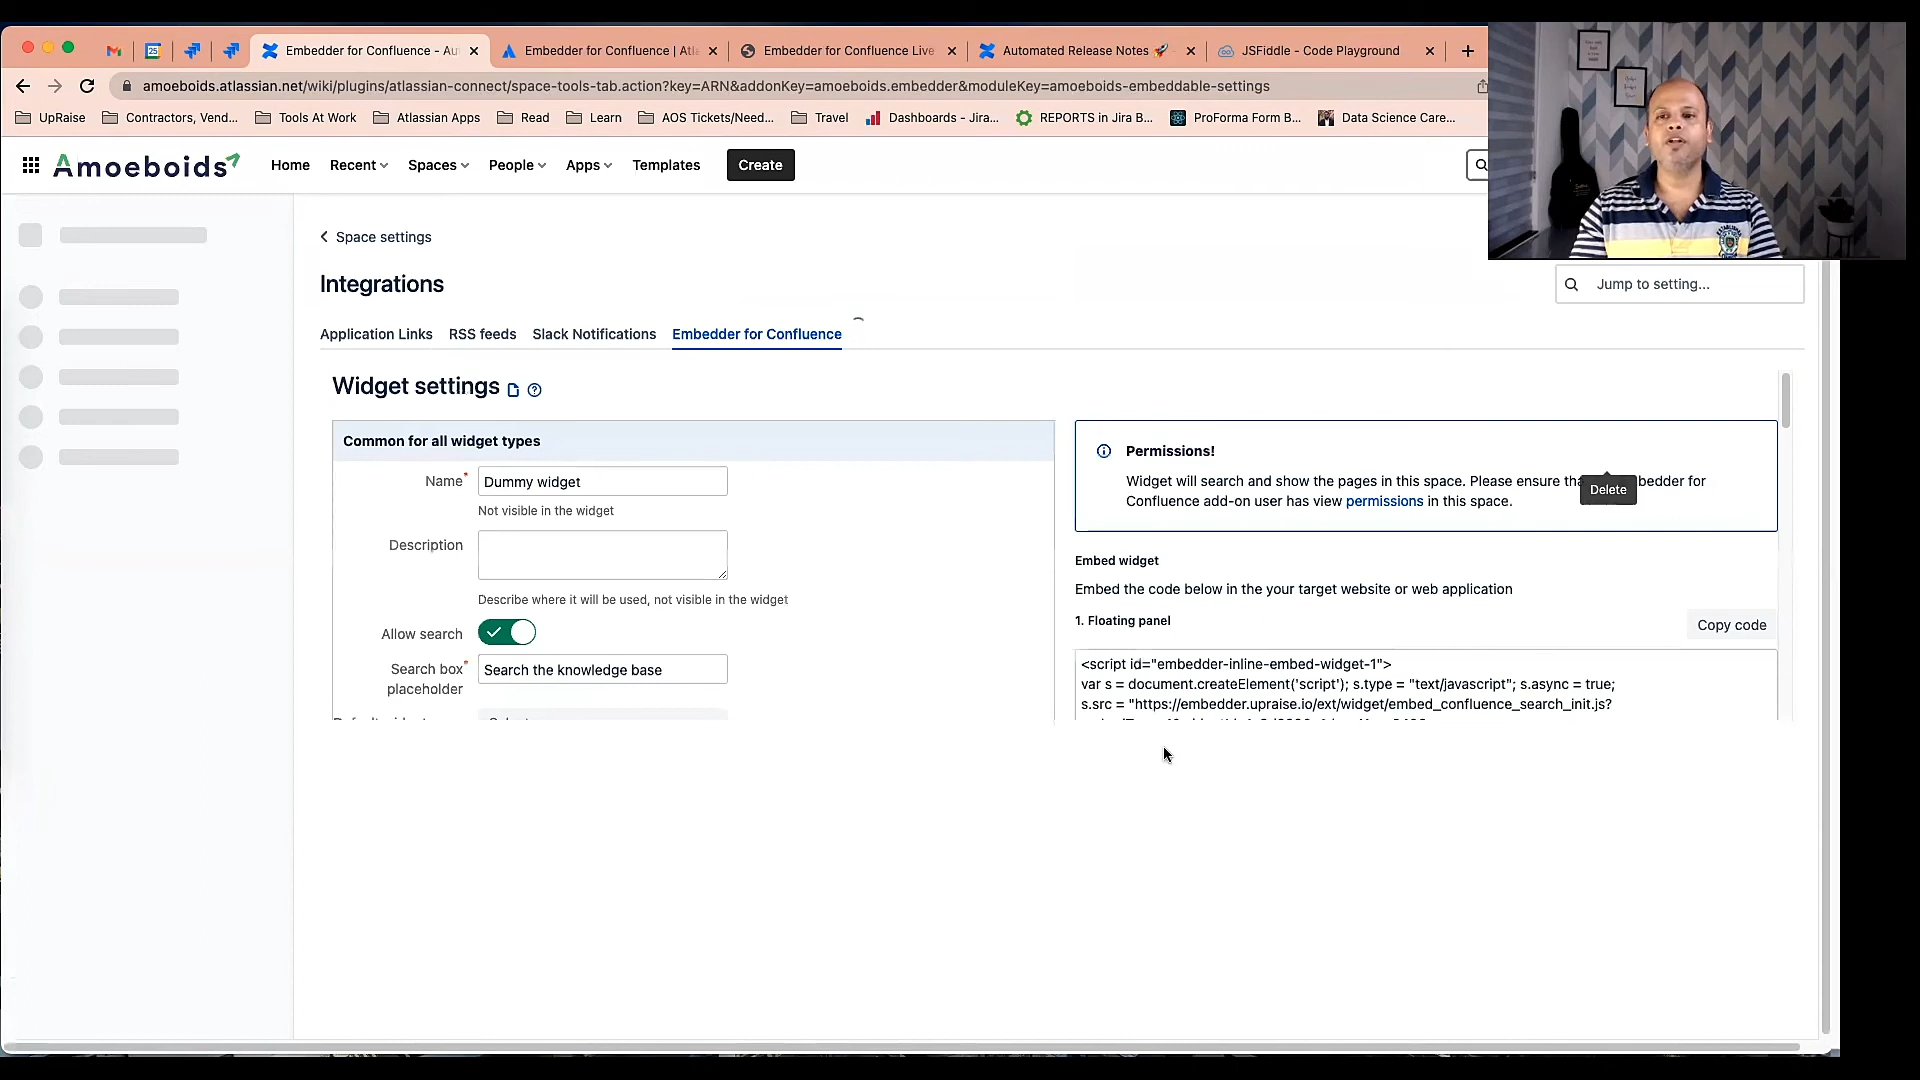 Embedder for Confluence - Au
Embedder for Confluence | Atl
Embedder for Confluence Live
Automated Release Notes 🚀
JSFiddle - Code Playground
amoeboids.atlassian.net/wiki/plugins/atlassian-connect/space-tools-tab.action?key=ARN&addonKey=amoeboids.embedder&moduleKey=amoeboids-embeddable-settings
UpRaise
Contractors, Vend...
Tools At Work
Atlassian Apps
Read
Learn
AOS Tickets/Need...
Travel
Dashboards - Jira...
REPORTS in Jira B...
ProForma Form B...
Data Science Care...
Amoeboids
Home
Recent
Spaces
People
Apps
Templates
Create
Space settings
Integrations
Jump to setting...
Application Links
RSS feeds
Slack Notifications
Embedder for Confluence
Widget settings
Common for all widget types
Name*
Dummy widget
Not visible in the widget
Description
Describe where it will be used, not visible in the widget
Allow search
Search box*
placeholder
Search the knowledge base
Permissions!
Widget will search and show the pages in this space. Please ensure tha bedder for
Confluence add-on user has view permissions in this space.
Delete
Embed widget
Embed the code below in the your target website or web application
1. Floating panel
Copy code
<script id="embedder-inline-embed-widget-1">
var s = document.createElement('script'); s.type = "text/javascript"; s.async = true;
s.src = "https://embedder.upraise.io/ext/widget/embed_confluence_search_init.js?